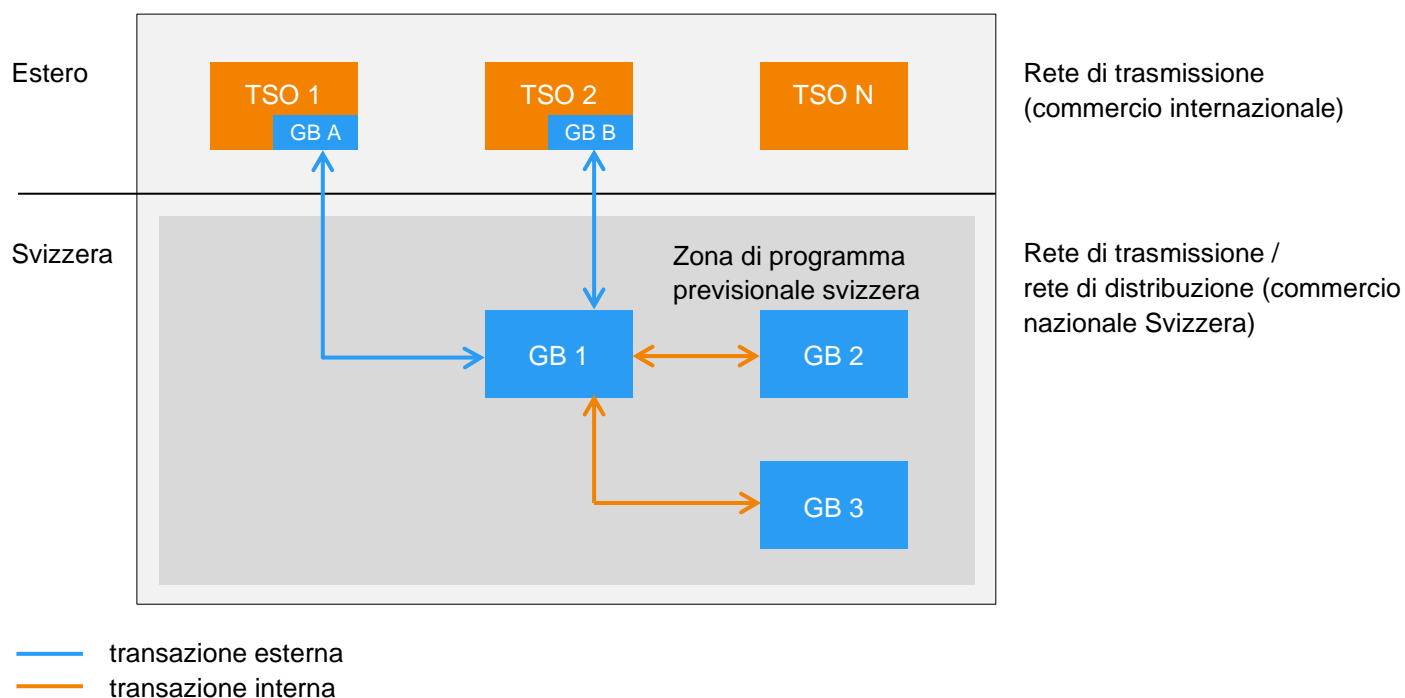 Estero
TSO 1
GB A
TSO 2
GB B
TSO N
Rete di trasmissione
(commercio internazionale)
Svizzera
Zona di programma
previsionale svizzera
Rete di trasmissione /
rete di distribuzione (commercio
nazionale Svizzera)
GB 1
GB 2
GB 3
transazione esterna
transazione interna